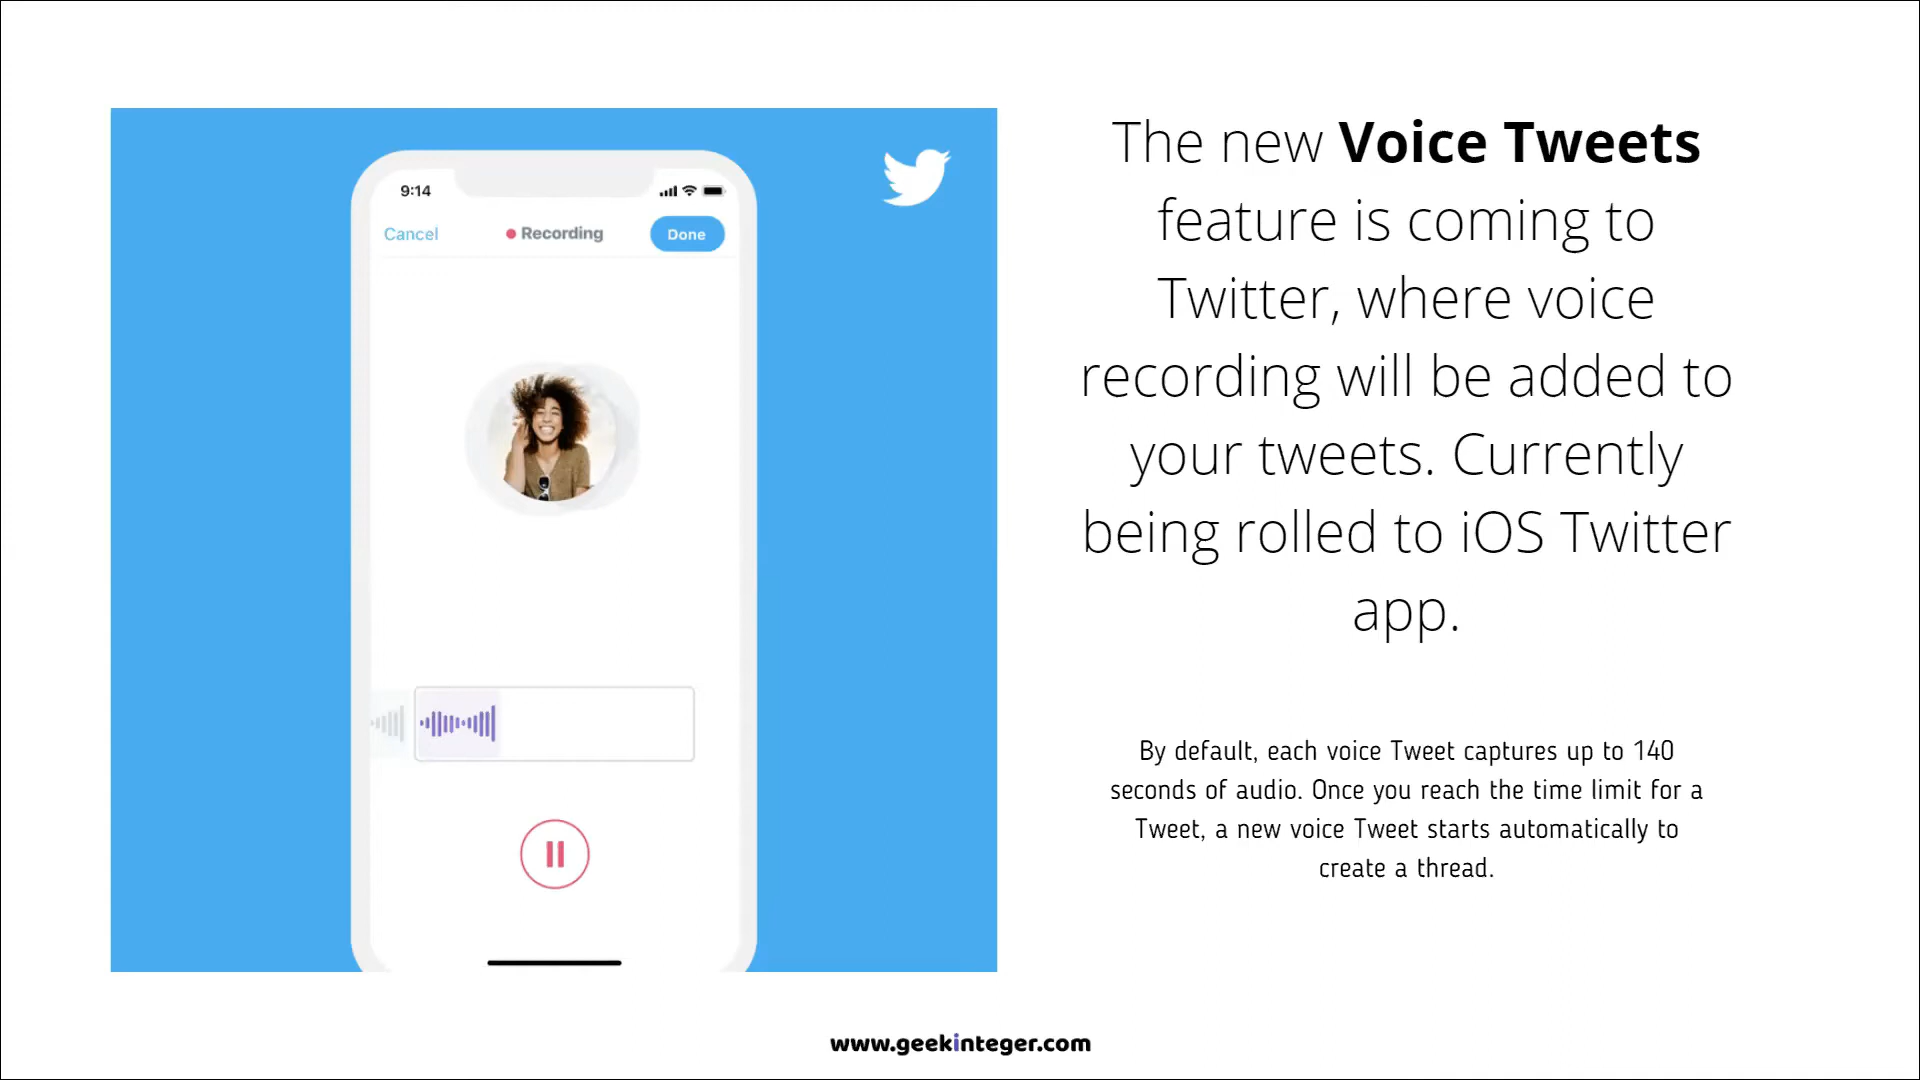 9:14
Cancel
Recording
Done
The new Voice Tweets
feature is coming to
Twitter, where voice
recording will be added to
your tweets. Currently
being rolled to iOS Twitter
app.
By default, each voice Tweet captures up to 140
seconds of audio. Once you reach the time limit for a
Tweet, a new voice Tweet starts automatically to
create a thread.
www.geekinteger.com